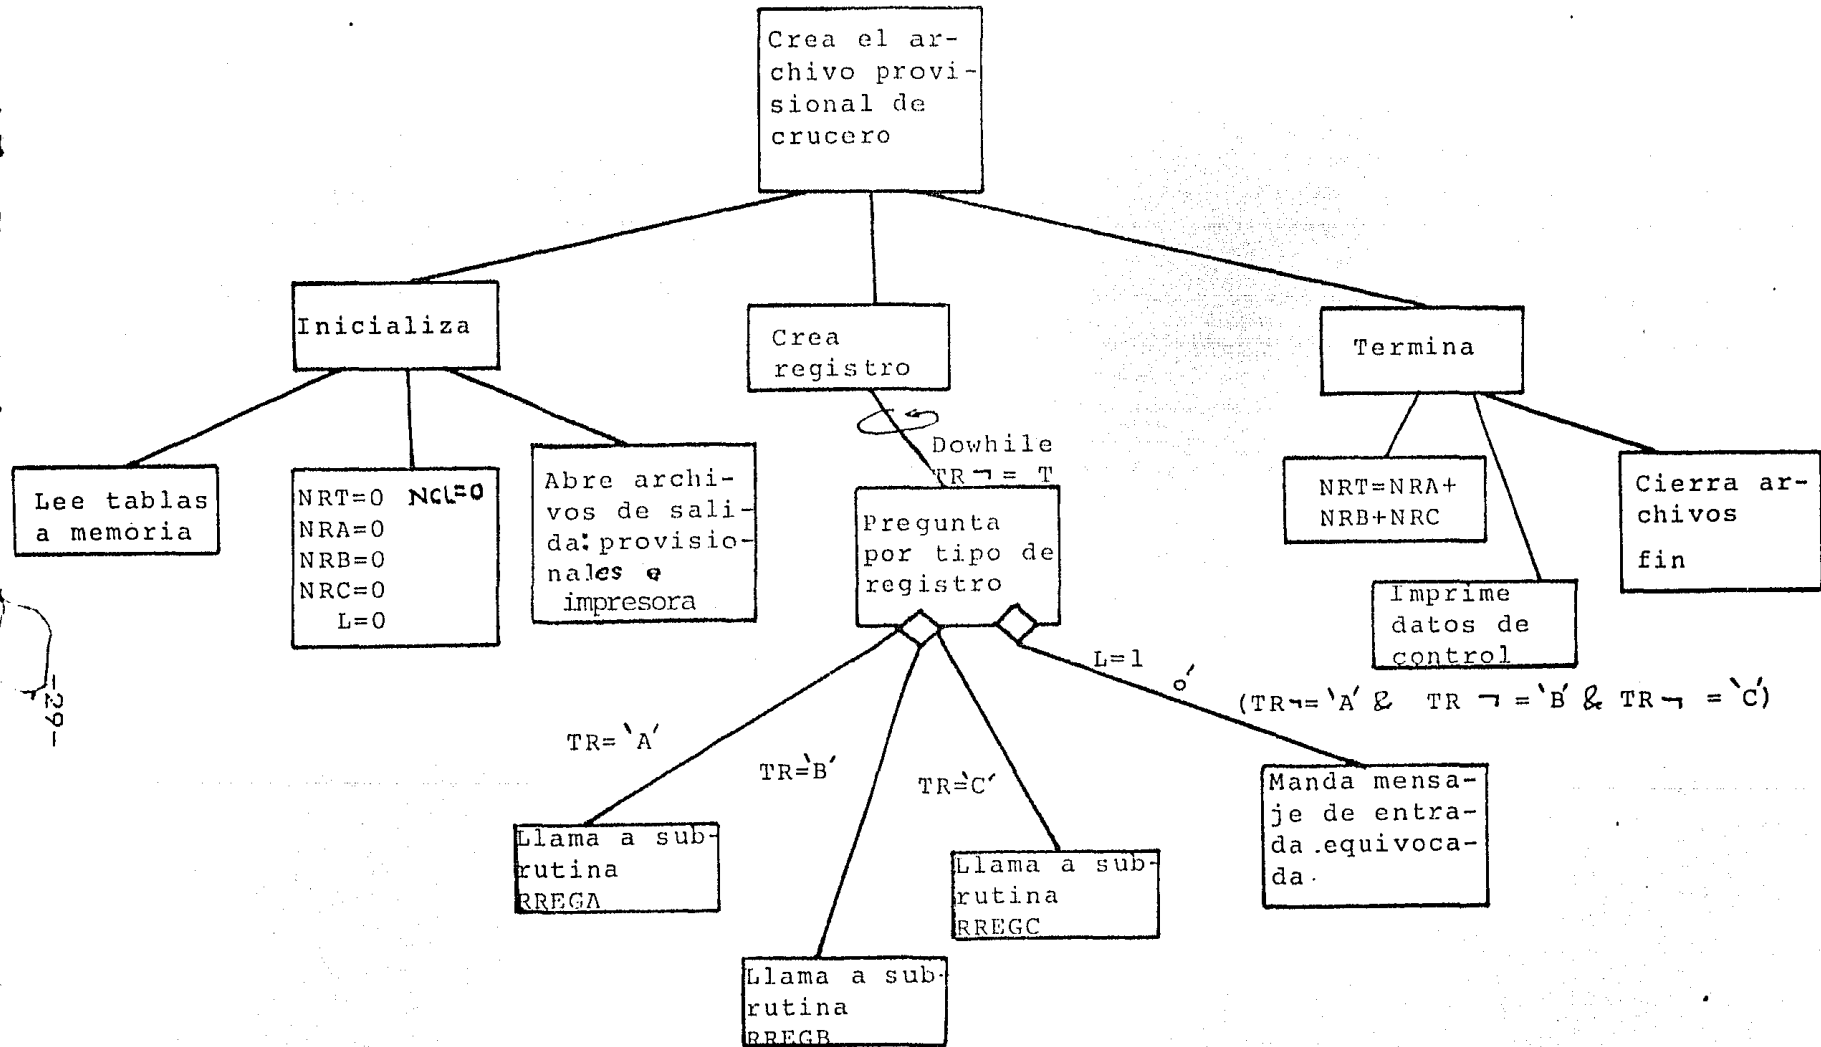 Crea el ar-
chivo provi-
sional de
crucero
Inicializa
Crea
registro
Termina
Dowhile
TR ¬ = T
Lee tablas
a memoria
NRT=0 NCL=0
NRA=0
NRB=0
NRC=0
L=0
Abre archi-
vos de sali-
da: provisio-
nales e
impresora
Pregunta
por tipo de
registro
NRT=NRA+
NRB+NRC
Cierra ar-
chivos
fin
Imprime
datos de
control
L=1
o'
(TR¬='A' & TR ¬ ='B' & TR¬ ='C')
-29-
TR='A'
TR='B'
TR='C'
Llama a sub-
rutina
RREGA
Llama a sub-
rutina
RREGB
Llama a sub-
rutina
RREGC
Manda mensa-
je de entra-
da equivoca-
da.